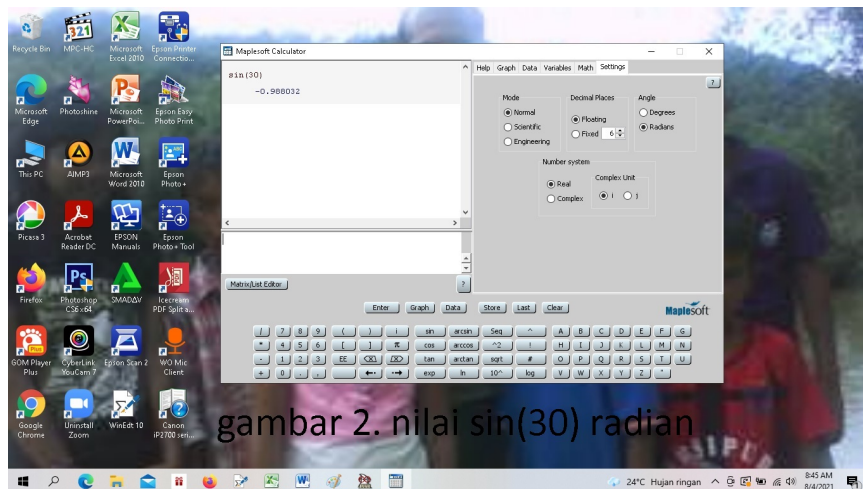 Recycle Bin
MPC-HC
Microsoft Excel 2010
Epson Printer Connectio...
Microsoft Edge
Photoshine
Microsoft PowerPoi...
Epson Easy Photo Print
This PC
AIMP3
Microsoft Word 2010
Epson Photo+
Picasa 3
Acrobat Reader DC
EPSON Manuals
Epson Photo+ Tool
Firefox
Photoshop CS6 x64
SMADAV
Icecream PDF Split a...
GOM Player Plus
CyberLink YouCam 7
Epson Scan 2
WO Mic Client
Google Chrome
Uninstall Zoom
WinEdt 10
Canon iP2700 seri...
Maplesoft Calculator
sin(30)
-0.988032
Help Graph Data Variables Math Settings
?
Mode
Normal
Scientific
Engineering
Decimal Places
Floating
Fixed 6
Angle
Degrees
Radians
Number system
Real
Complex
Complex Unit
i j
Matrix/List Editor
?
Enter Graph Data Store Last Clear
Maplesoft
/ 7 8 9 ( ) i sin arcsin Seq ^ A B C D E F G
* 4 5 6 [ ] π cos arccos ^2 ! H I J K L M N
- 1 2 3 EE tan arctan sqrt # O P Q R S T U
+ 0 . , exp ln 10^ log V W X Y Z
gambar 2. nilai sin(30) radian
24°C Hujan ringan
8:45 AM
8/4/2021